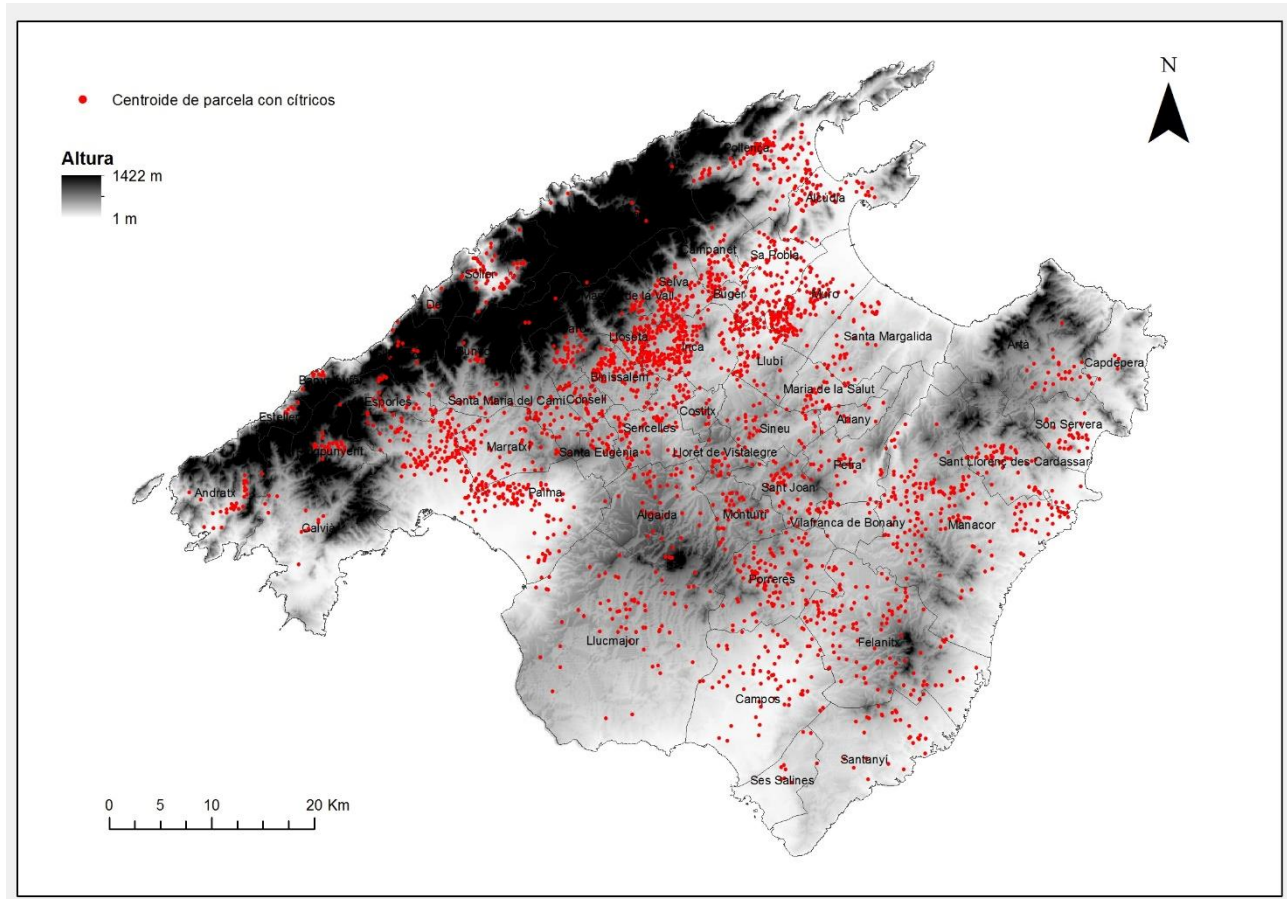 N
Centroide de parcela con cítricos
Altura
1422 m
1 m
Pollença
Alcúdia
Campanet
Sa Pobla
Sóller
Selva
de la Vall
Búger
Muro
Lloseta
Inca
Santa Margalida
Artà
Llubí
Capdepera
Binissalem
Maria de la Salut
Esporles
Santa Maria del Camí
Consell
Costitx
Ariany
Sencelles
Sineu
Son Servera
Marratxí
Santa Eugènia
Lloret de Vistalegre
Petra
Sant Llorenç des Cardassar
Andratx
Palma
Sant Joan
Calvià
Algaida
Montuïri
Vilafranca de Bonany
Manacor
Porreres
Llucmajor
Felanitx
Campos
Santanyí
Ses Salines
0 5 10 20 Km